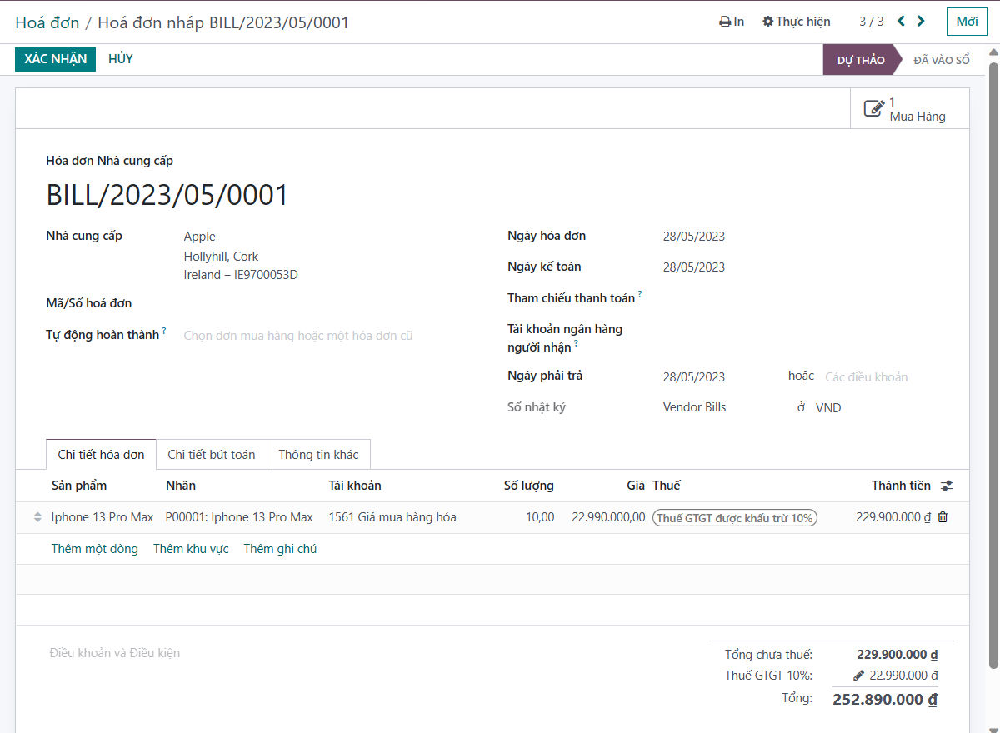 Hoá đơn / Hoá đơn nháp BILL/2023/05/0001
In Thực hiện 3 / 3 Mới
XÁC NHẬN HỦY
DỰ THẢO ĐÃ VÀO SỔ
1
Mua Hàng
Hóa đơn Nhà cung cấp
BILL/2023/05/0001
Nhà cung cấp Apple
Hollyhill, Cork
Ireland – IE9700053D
Mã/Số hoá đơn
Tự động hoàn thành ? Chọn đơn mua hàng hoặc một hóa đơn cũ
Ngày hóa đơn 28/05/2023
Ngày kế toán 28/05/2023
Tham chiếu thanh toán ?
Tài khoản ngân hàng
người nhận ?
Ngày phải trả 28/05/2023 hoặc Các điều khoản
Sổ nhật ký Vendor Bills ở VND
Chi tiết hóa đơn Chi tiết bút toán Thông tin khác
Sản phẩm Nhãn Tài khoản Số lượng Giá Thuế Thành tiền
Iphone 13 Pro Max P00001: Iphone 13 Pro Max 1561 Giá mua hàng hóa 10,00 22.990.000,00 Thuế GTGT được khấu trừ 10% 229.900.000 ₫
Thêm một dòng Thêm khu vực Thêm ghi chú
Điều khoản và Điều kiện
Tổng chưa thuế: 229.900.000 ₫
Thuế GTGT 10%: 22.990.000 ₫
Tổng: 252.890.000 ₫